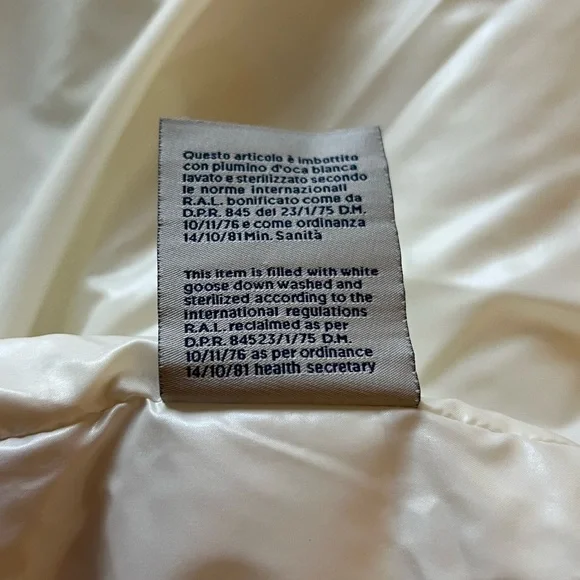 Questo articolo è imbottito
con piumino d'oca bianca
lavato e sterilizzato secondo
le norme internazionali
R.A.L. bonificato come da
D.P.R. 845 del 23/1/75 D.M.
10/11/76 e come ordinanza
14/10/81 Min. Sanità
This item is filled with white
goose down washed and
sterilized according to the
international regulations
R.A.L. reclaimed as per
D.P.R. 84523/1/75 D.M.
10/11/76 as per ordinance
14/10/81 health secretary